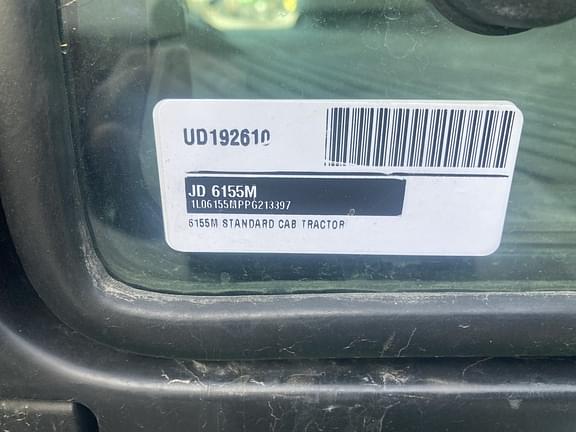 UD192610
JD 6155M
1L06155MPPG213397
6155M STANDARD CAB TRACTOR